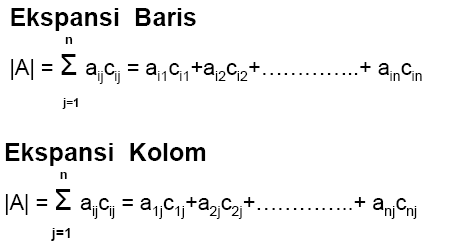 Ekspansi Baris
n
|A| = Σ aijcij = ai1ci1+ai2ci2+…………..+ aincin
j=1
Ekspansi Kolom
n
|A| = Σ aijcij = a1jc1j+a2jc2j+………….+ anjcnj
j=1